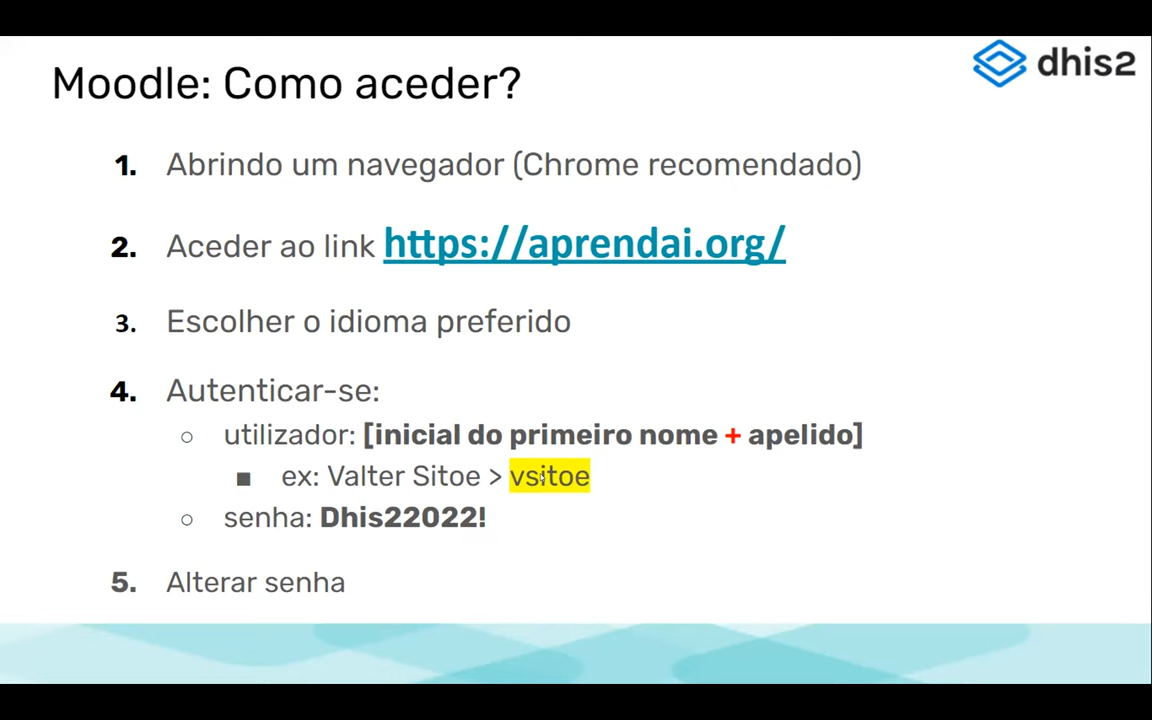 dhis2
Moodle: Como aceder?
1. Abrindo um navegador (Chrome recomendado)
2. Aceder ao link https://aprendai.org/
3. Escolher o idioma preferido
4. Autenticar-se:
○ utilizador: [inicial do primeiro nome + apelido]
■ ex: Valter Sitoe > vsitoe
○ senha: Dhis22022!
5. Alterar senha